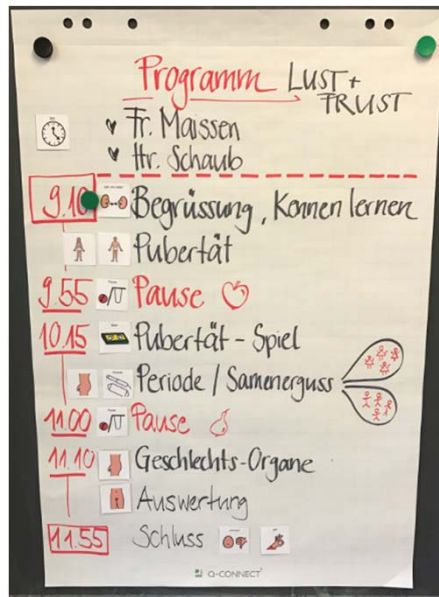 Programm LUST +
FRUST
Fr. Maissen
Hr. Schaub
9.10 Begrüssung, Kennen lernen
Pubertät
9.55 Pause
10.15 Pubertät - Spiel
Periode / Samenerguss
11.00 Pause
11.10 Geschlechts-Organe
Auswertung
11.55 Schluss
Q-CONNECT